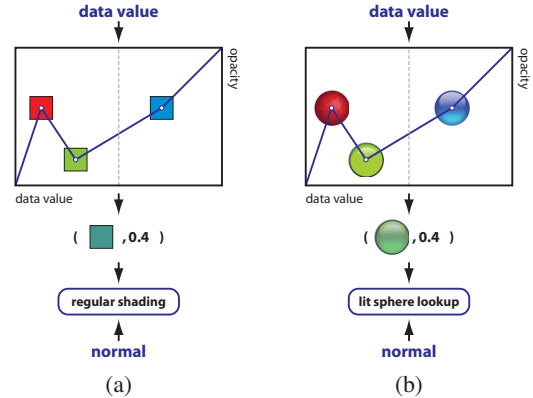 data value
opacity
data value
( , 0.4 )
regular shading
normal
(a)
data value
opacity
data value
( , 0.4 )
lit sphere lookup
normal
(b)